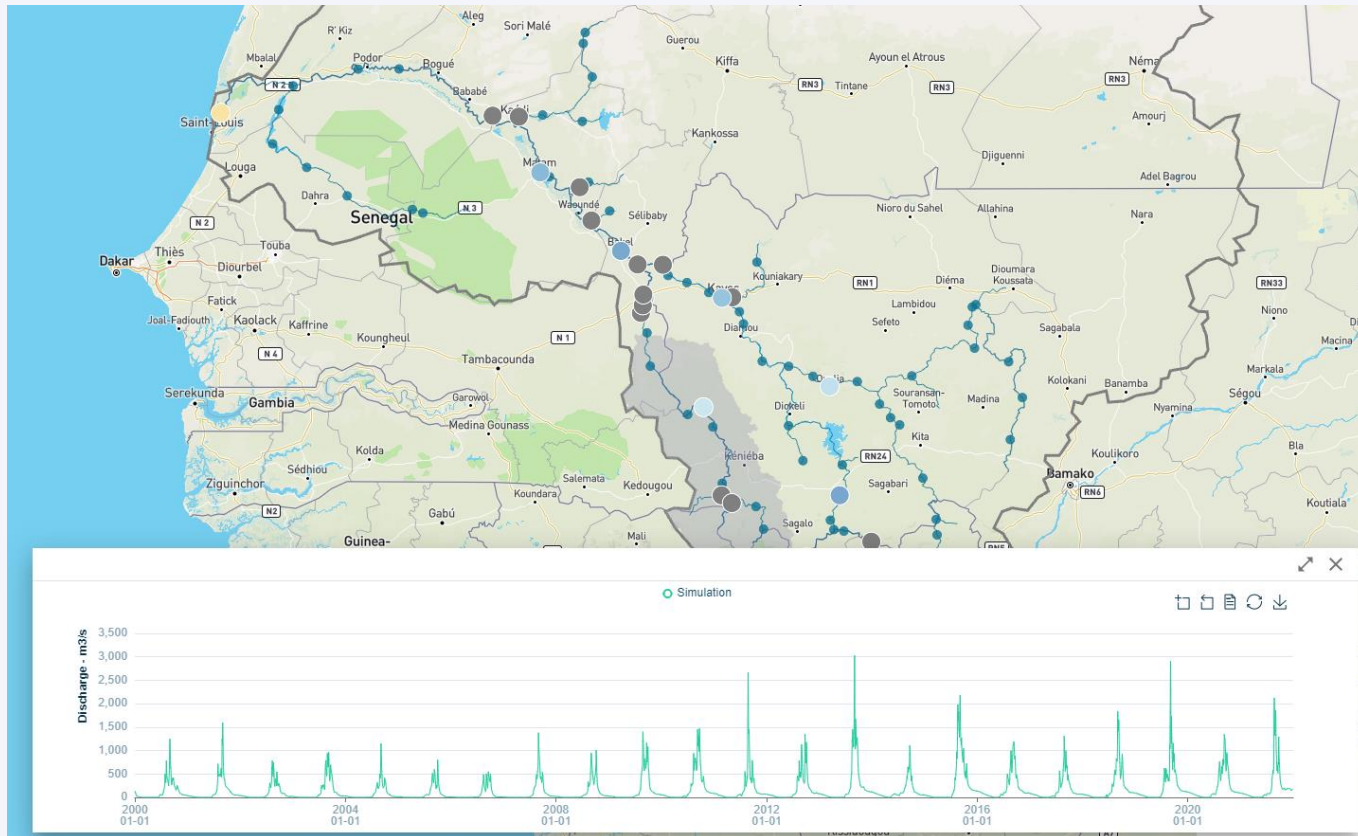 Aleg
R' Kiz
Sori Malé
Guerou
Mbalal
Podor
Bogué
Kiffa
Ayoun el Atrous
Néma
RN3
Tintane
RN3
RN3
N 2
Bababé
Amourj
Saint-Louis
Kankossa
Djiguenni
Louga
Adel Bagrou
Dahra
Senegal
N 3
Waoundé
Sélibaby
Nioro du Sahel
Allahina
Nara
N 2
Dakar
Thiès
Touba
Diourbel
Kouniakary
RN1
Diéma
Dioumara
Koussata
RN33
Fatick
Lambidou
Niono
Joal-Fadiouth
Kaolack
Kaffrine
Koungheul
N 1
Sefeto
Sagabala
Macina
N 4
Tambacounda
Markala
Serekunda
Gambia
Garowol
Dickeli
Souransan-
Tomoto
Madina
Kolokani
Banamba
Ségou
Medina Gounass
Nyamina
Kolda
Kita
Bla
Sédhiou
Kéniéba
RN24
Koulikoro
Ziguinchor
Salemata
Kedougou
Sagabari
Bamako
RN6
Koundara
Koutiala
N2
Gabú
Sagalo
Guinea-
Mali
Simulation
Discharge - m3/s
3,500
3,000
2,500
2,000
1,500
1,000
500
0
2000
01-01
2004
01-01
2008
01-01
2012
01-01
2016
01-01
2020
01-01